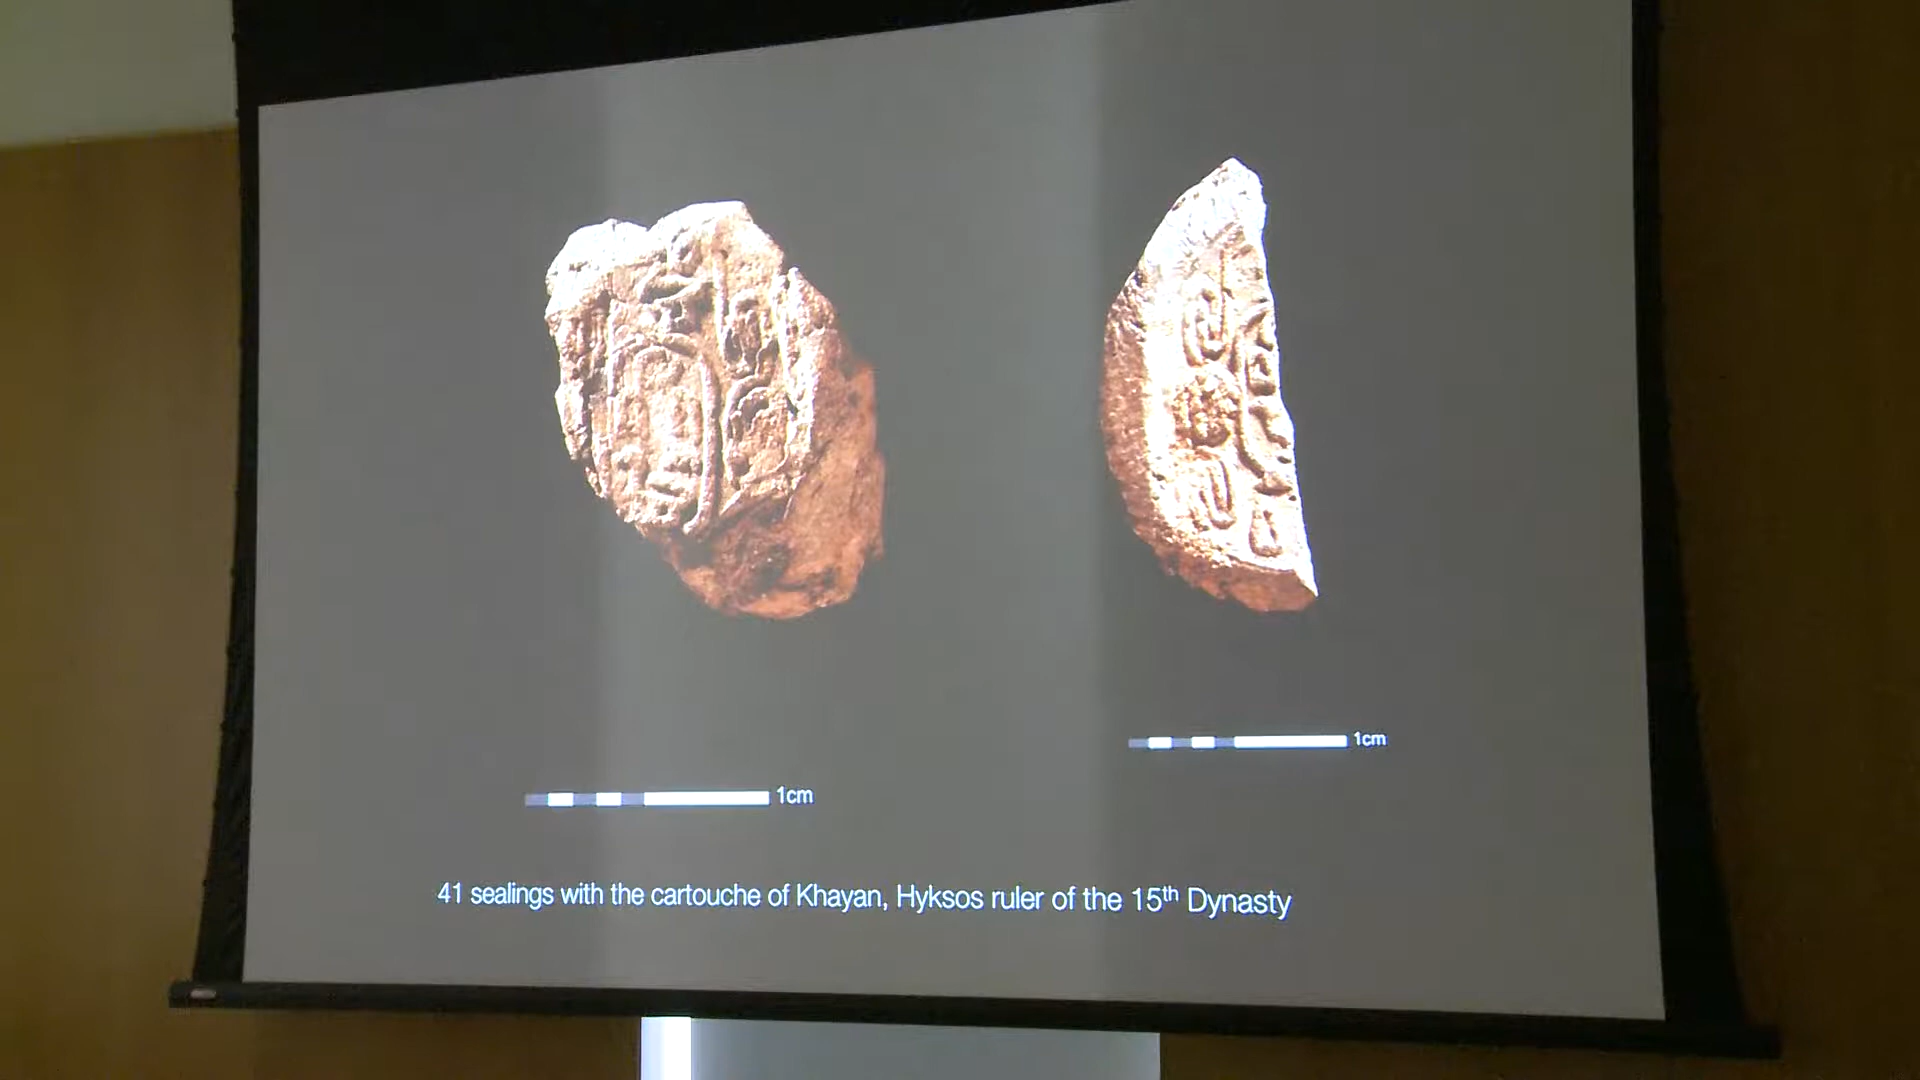 1cm
1cm
41 sealings with the cartouche of Khayan, Hyksos ruler of the 15th Dynasty